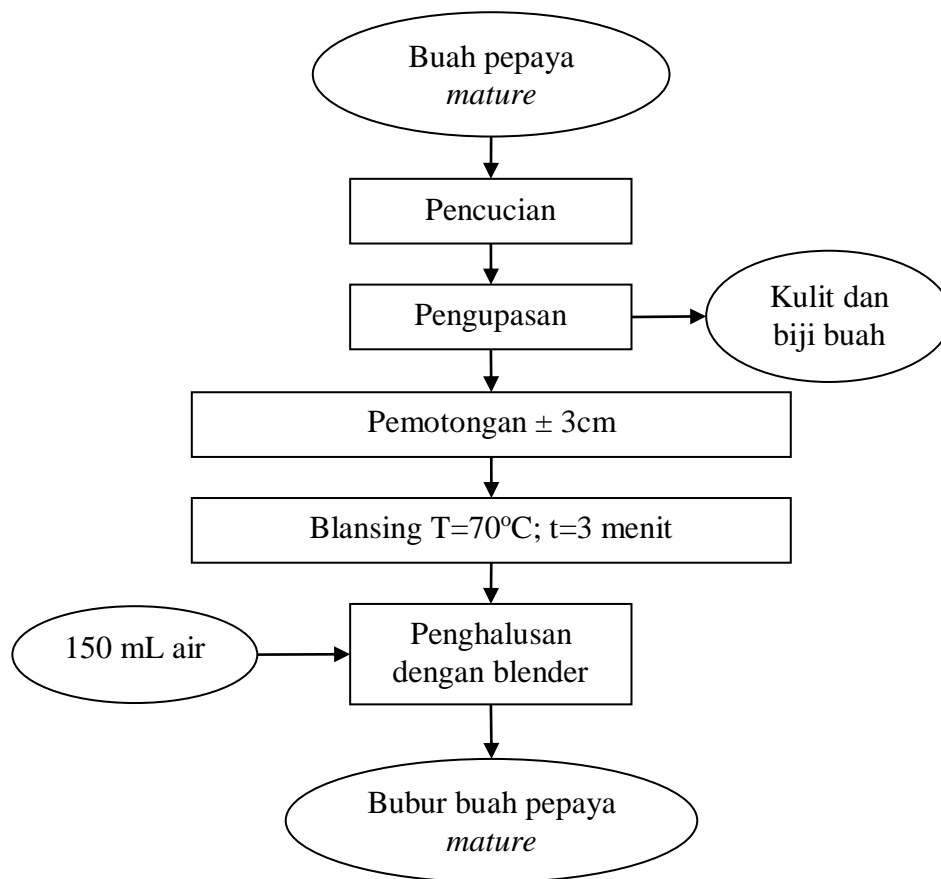 Buah pepaya
mature
Pencucian
Pengupasan
Kulit dan
biji buah
Pemotongan ± 3cm
Blansing T=70ºC; t=3 menit
150 mL air
Penghalusan
dengan blender
Bubur buah pepaya
mature